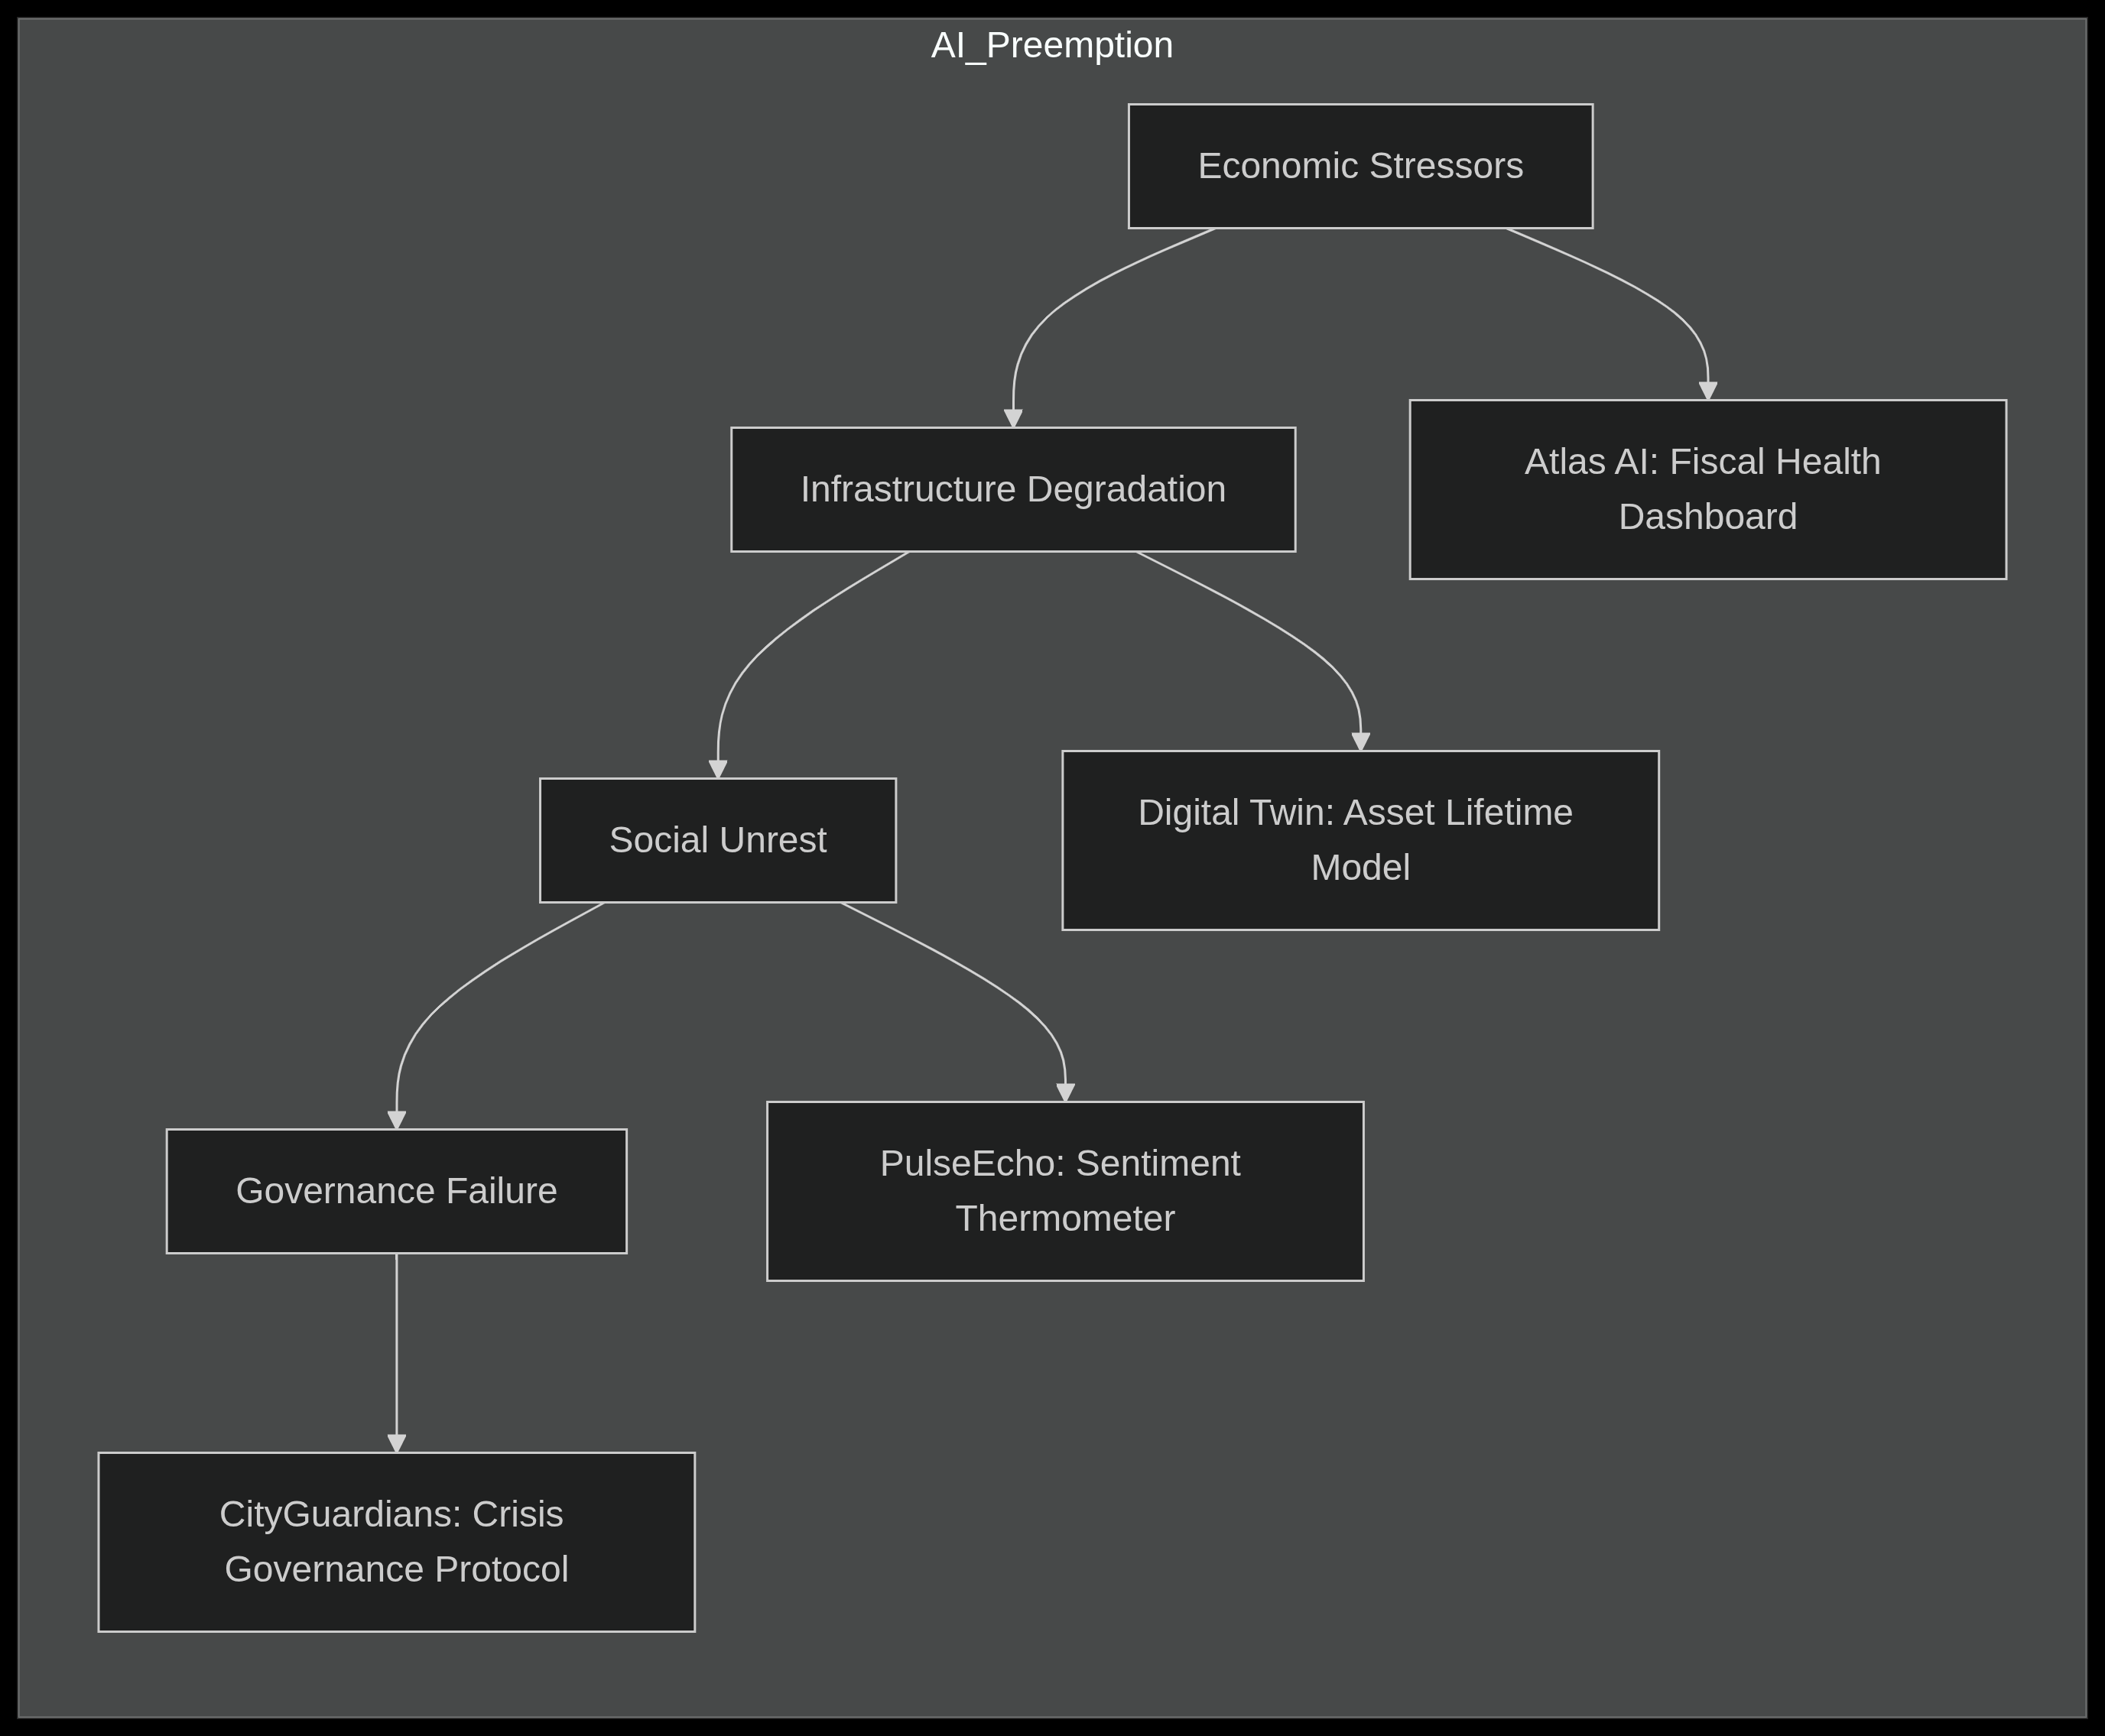 AI_Preemption
Economic Stressors
Infrastructure Degradation
Atlas AI: Fiscal Health
Dashboard
Social Unrest
Digital Twin: Asset Lifetime
Model
Governance Failure
PulseEcho: Sentiment
Thermometer
CityGuardians: Crisis
Governance Protocol